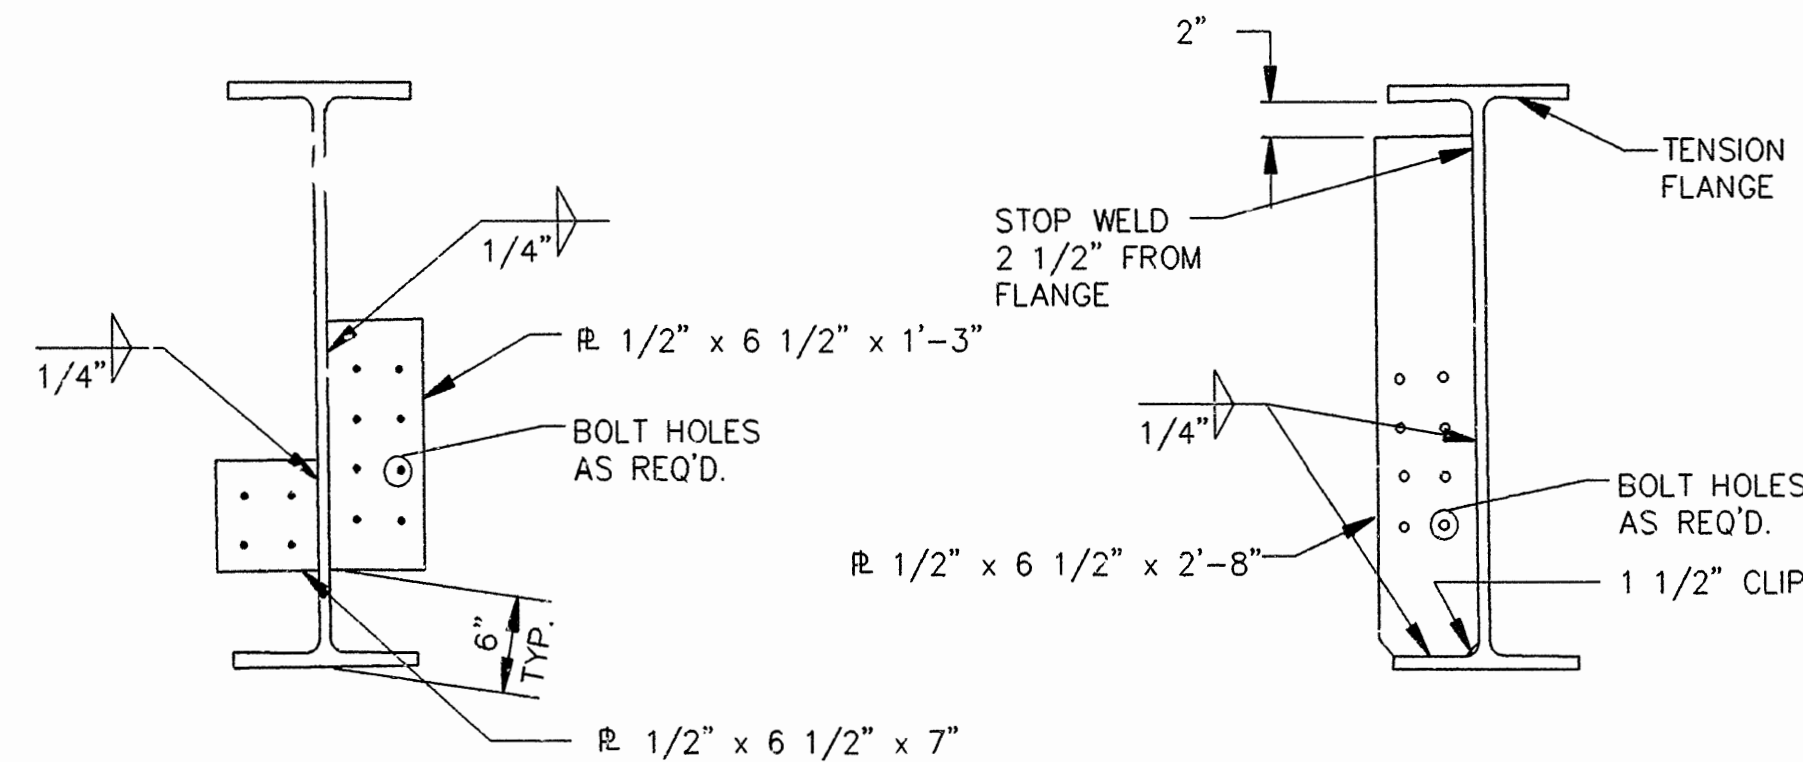 2"
TENSION
FLANGE
STOP WELD
2 1/2" FROM
FLANGE
1/4"
1/4"
℄ 1/2" x 6 1/2" x 1'-3"
BOLT HOLES
AS REQ'D.
1/4"
BOLT HOLES
AS REQ'D.
℄ 1/2" x 6 1/2" x 2'-8"
1 1/2" CLIP
6"
TYP.
℄ 1/2" x 6 1/2" x 7"